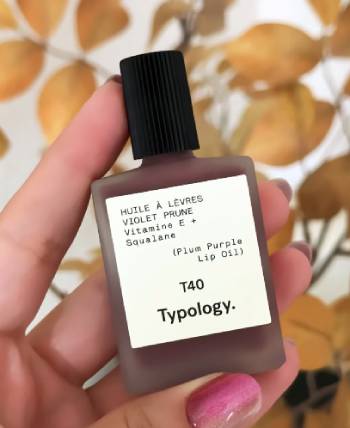 HUILE À LÈVRES
VIOLET PRUNE
Vitamine E +
Squalane
(Plum Purple
Lip Oil)
T40
Typology.